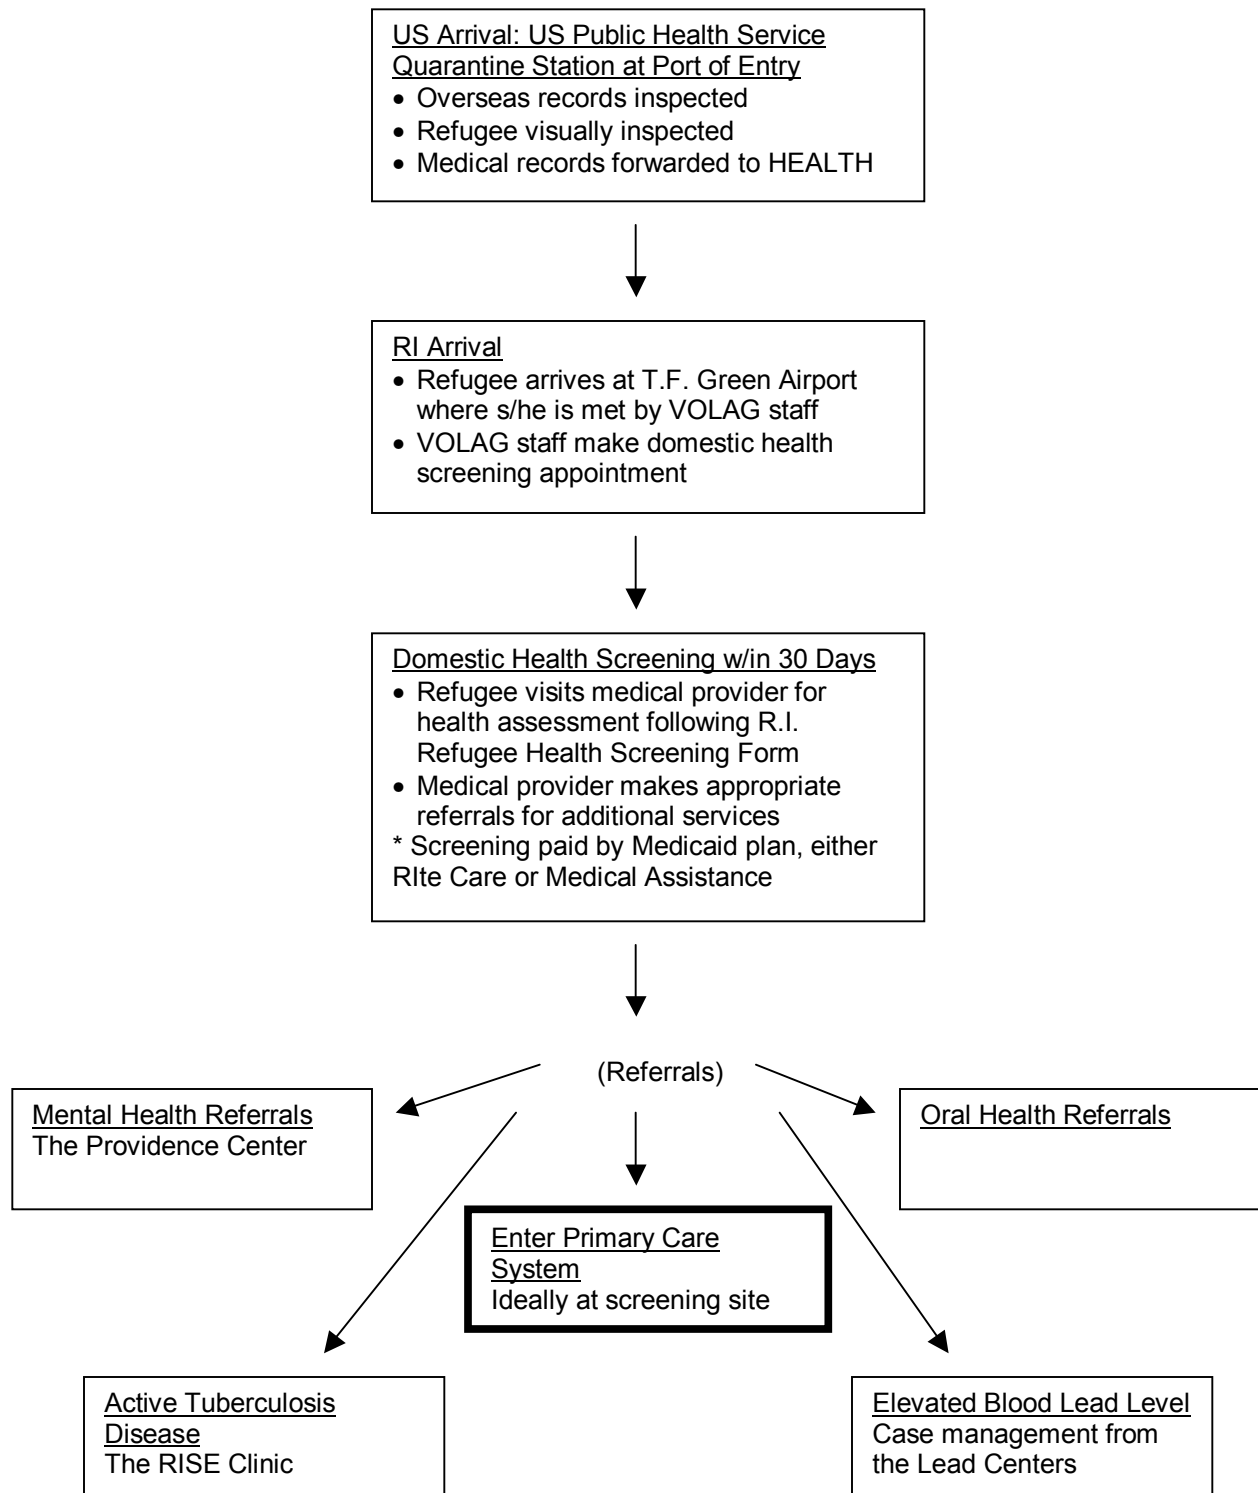 US Arrival: US Public Health Service
Quarantine Station at Port of Entry
• Overseas records inspected
• Refugee visually inspected
• Medical records forwarded to HEALTH
RI Arrival
• Refugee arrives at T.F. Green Airport
where s/he is met by VOLAG staff
• VOLAG staff make domestic health
screening appointment
Domestic Health Screening w/in 30 Days
• Refugee visits medical provider for
health assessment following R.I.
Refugee Health Screening Form
• Medical provider makes appropriate
referrals for additional services
* Screening paid by Medicaid plan, either
RIte Care or Medical Assistance
(Referrals)
Mental Health Referrals
The Providence Center
Oral Health Referrals
Enter Primary Care
System
Ideally at screening site
Active Tuberculosis
Disease
The RISE Clinic
Elevated Blood Lead Level
Case management from
the Lead Centers